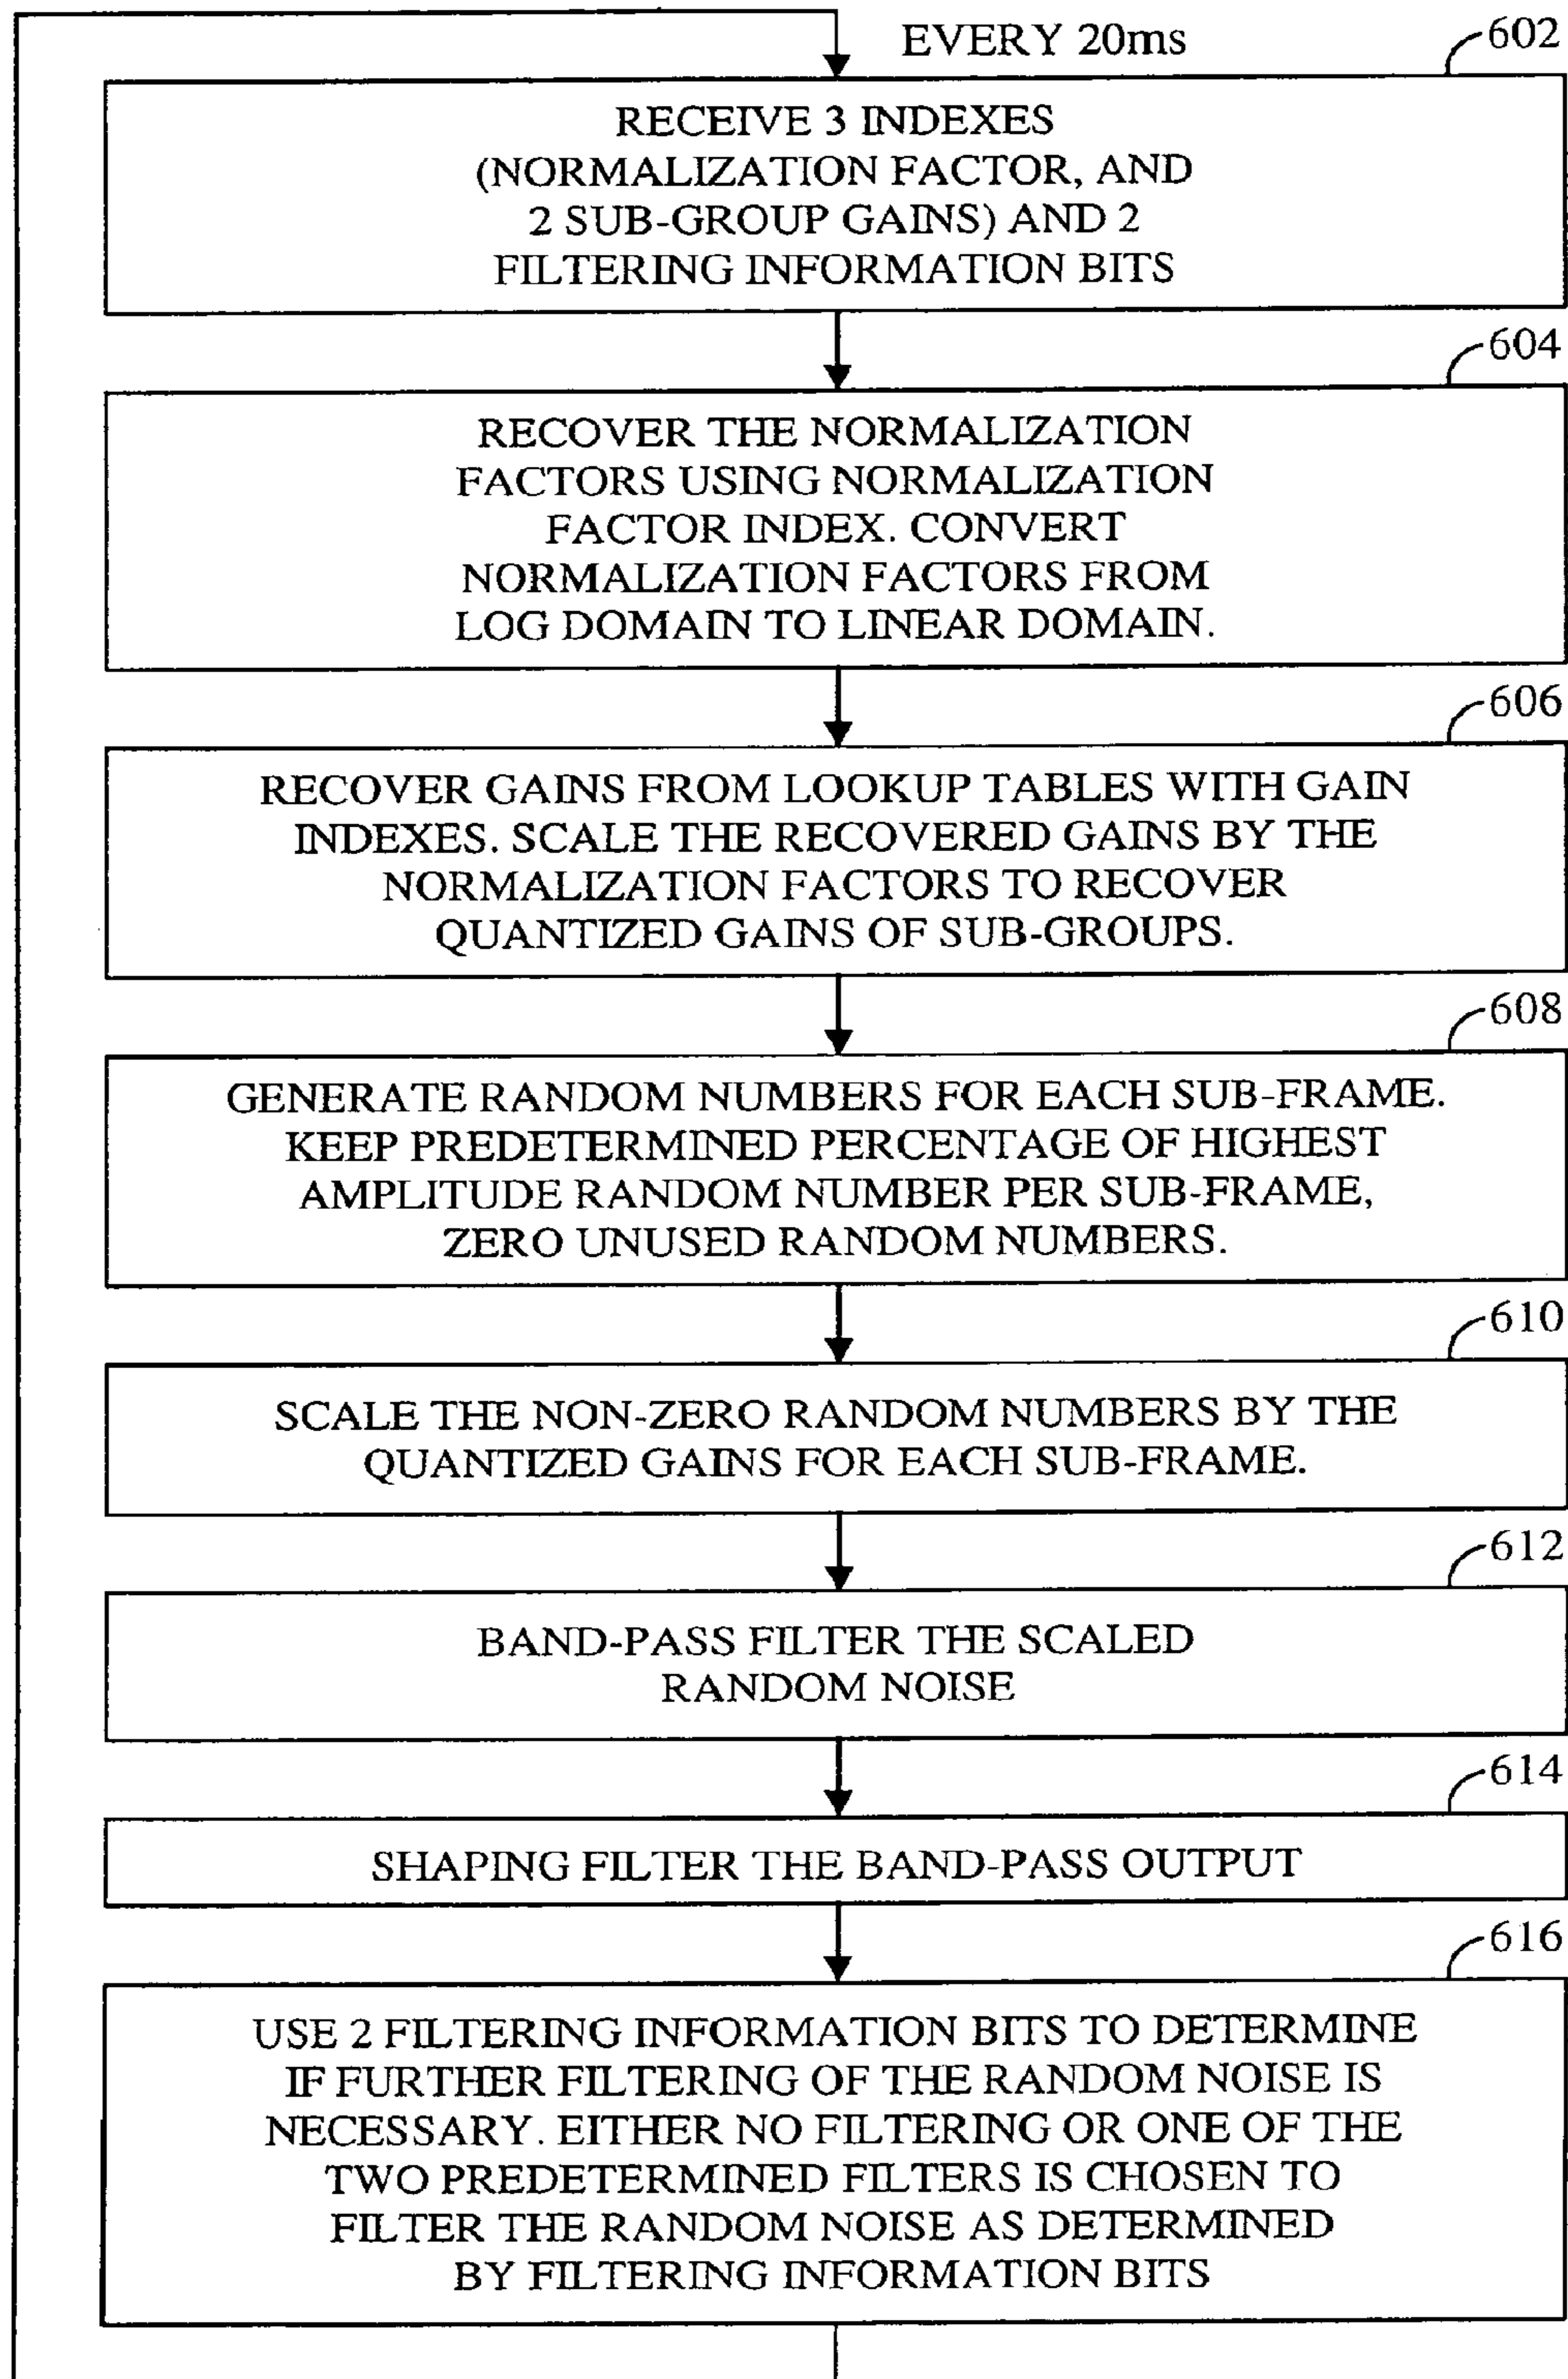 EVERY 20ms
602
RECEIVE 3 INDEXES
(NORMALIZATION FACTOR, AND
2 SUB-GROUP GAINS) AND 2
FILTERING INFORMATION BITS
604
RECOVER THE NORMALIZATION
FACTORS USING NORMALIZATION
FACTOR INDEX. CONVERT
NORMALIZATION FACTORS FROM
LOG DOMAIN TO LINEAR DOMAIN.
606
RECOVER GAINS FROM LOOKUP TABLES WITH GAIN
INDEXES. SCALE THE RECOVERED GAINS BY THE
NORMALIZATION FACTORS TO RECOVER
QUANTIZED GAINS OF SUB-GROUPS.
608
GENERATE RANDOM NUMBERS FOR EACH SUB-FRAME.
KEEP PREDETERMINED PERCENTAGE OF HIGHEST
AMPLITUDE RANDOM NUMBER PER SUB-FRAME,
ZERO UNUSED RANDOM NUMBERS.
610
SCALE THE NON-ZERO RANDOM NUMBERS BY THE
QUANTIZED GAINS FOR EACH SUB-FRAME.
612
BAND-PASS FILTER THE SCALED
RANDOM NOISE
614
SHAPING FILTER THE BAND-PASS OUTPUT
616
USE 2 FILTERING INFORMATION BITS TO DETERMINE
IF FURTHER FILTERING OF THE RANDOM NOISE IS
NECESSARY. EITHER NO FILTERING OR ONE OF THE
TWO PREDETERMINED FILTERS IS CHOSEN TO
FILTER THE RANDOM NOISE AS DETERMINED
BY FILTERING INFORMATION BITS